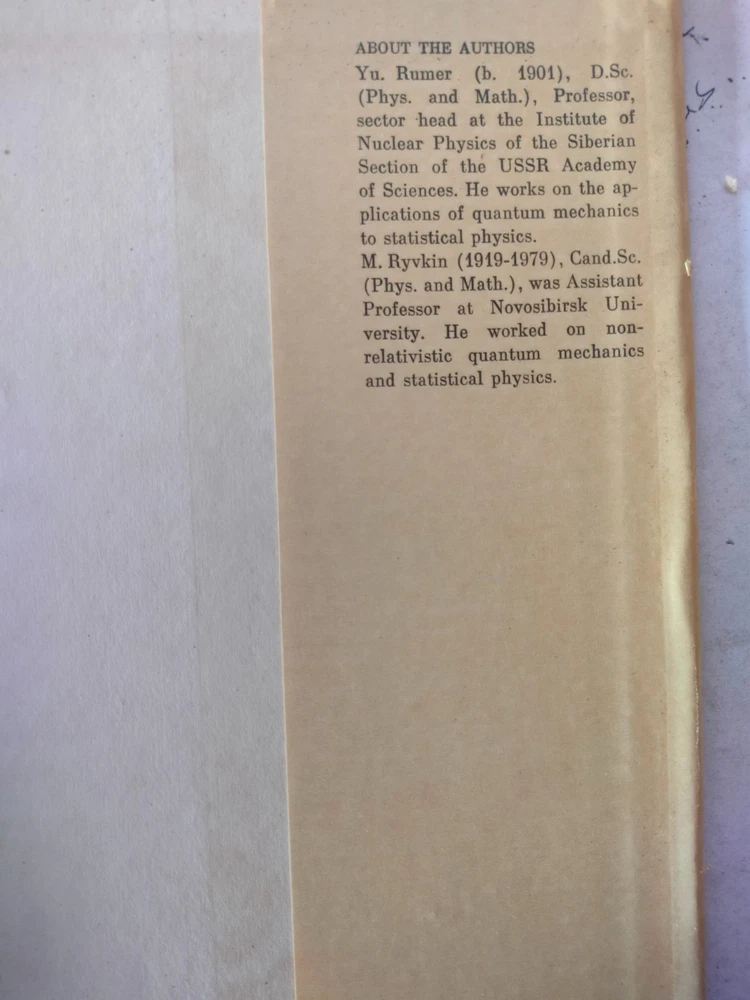 ABOUT THE AUTHORS
Yu. Rumer (b. 1901), D.Sc.
(Phys. and Math.), Professor,
sector head at the Institute of
Nuclear Physics of the Siberian
Section of the USSR Academy
of Sciences. He works on the ap-
plications of quantum mechanics
to statistical physics.
M. Ryvkin (1919-1979), Cand.Sc.
(Phys. and Math.), was Assistant
Professor at Novosibirsk Uni-
versity. He worked on non-
relativistic quantum mechanics
and statistical physics.